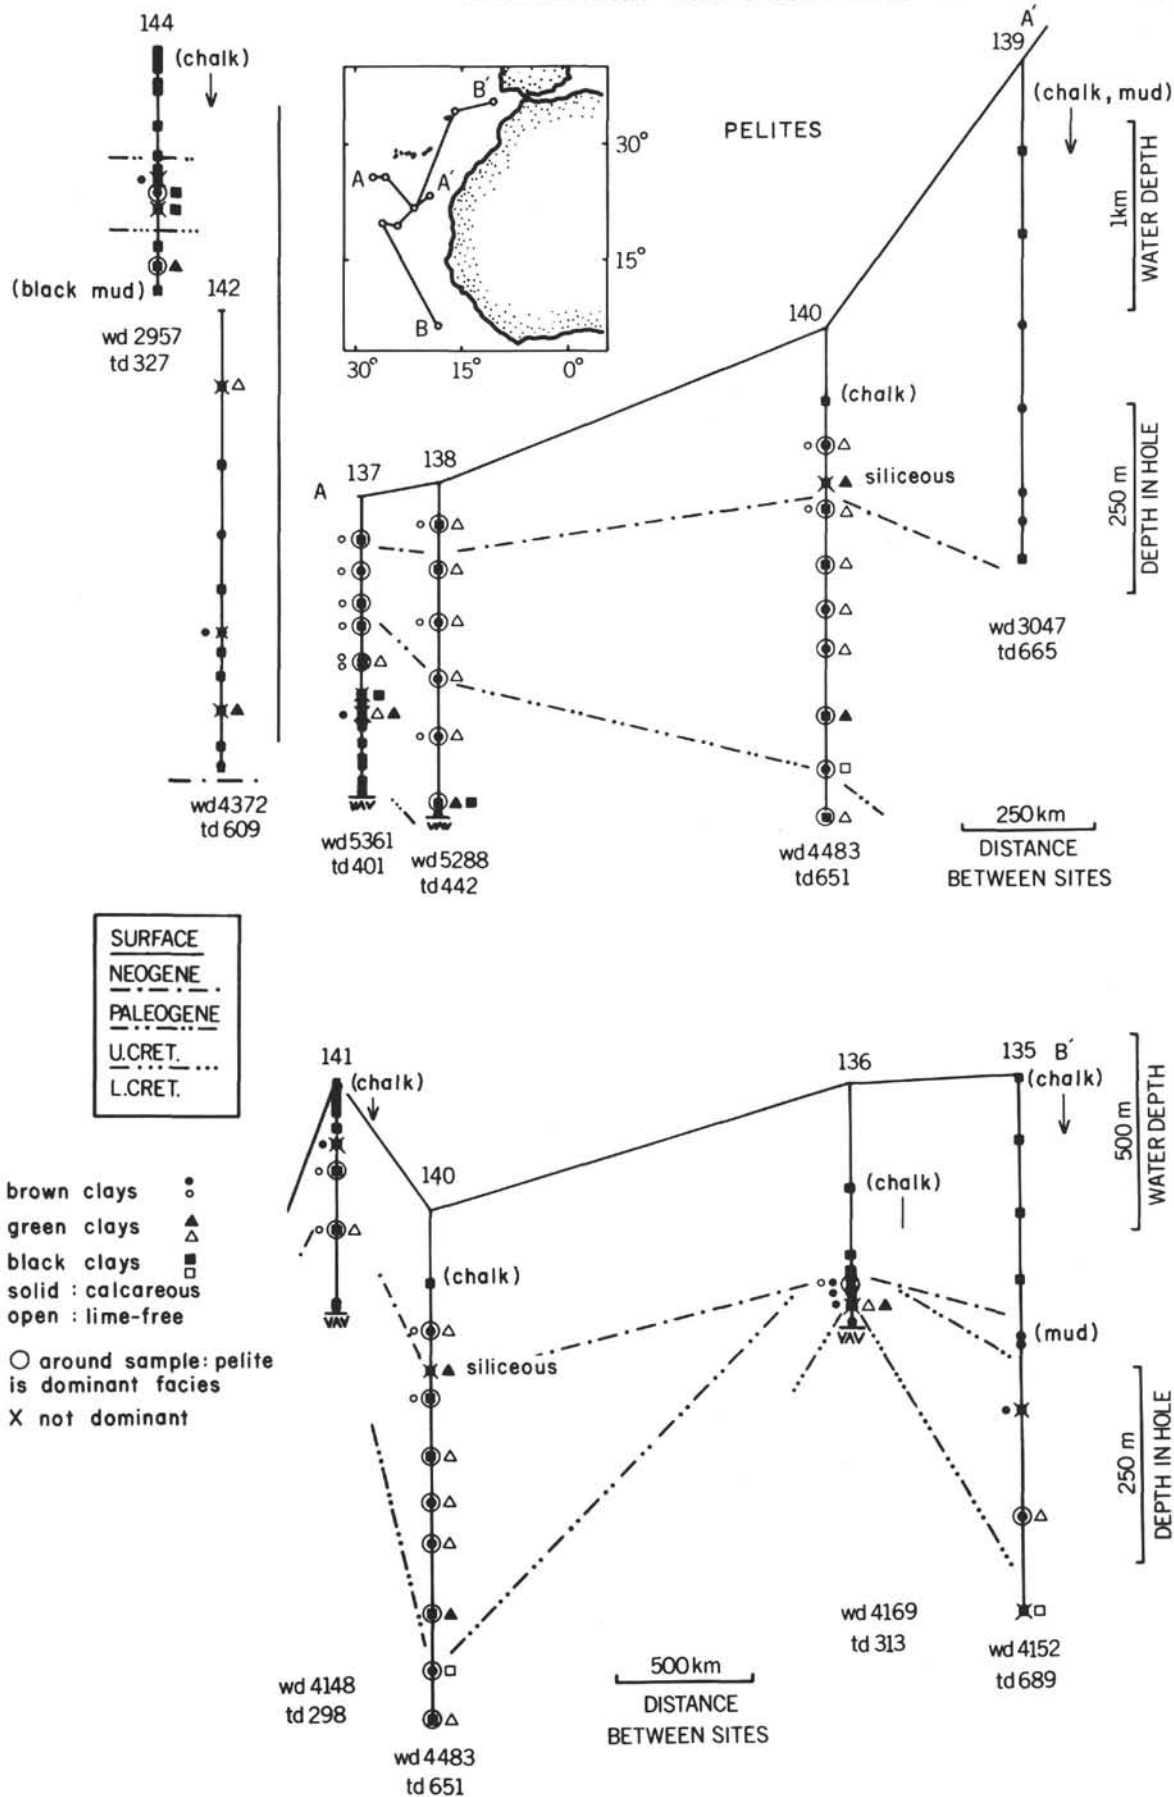 144
(chalk)
(black mud)
142
wd 2957
td 327
wd 4372
td 609
B´
A
A´
B
30°
15°
30°
15°
0°
PELITES
A´
139
(chalk, mud)
1km
WATER DEPTH
140
(chalk)
siliceous
250 m
DEPTH IN HOLE
A
137
138
wd 3047
td 665
wd 5361
td 401
wd 5288
td 442
wd 4483
td 651
250 km
DISTANCE
BETWEEN SITES
SURFACE
NEOGENE
PALEOGENE
U.CRET.
L.CRET.
brown clays
green clays
black clays
solid : calcareous
open : lime-free
around sample: pelite
is dominant facies
X not dominant
141
(chalk)
140
(chalk)
siliceous
136
(chalk)
135
B´
(chalk)
(mud)
500 m
WATER DEPTH
250 m
DEPTH IN HOLE
wd 4148
td 298
wd 4483
td 651
500 km
DISTANCE
BETWEEN SITES
wd 4169
td 313
wd 4152
td 689